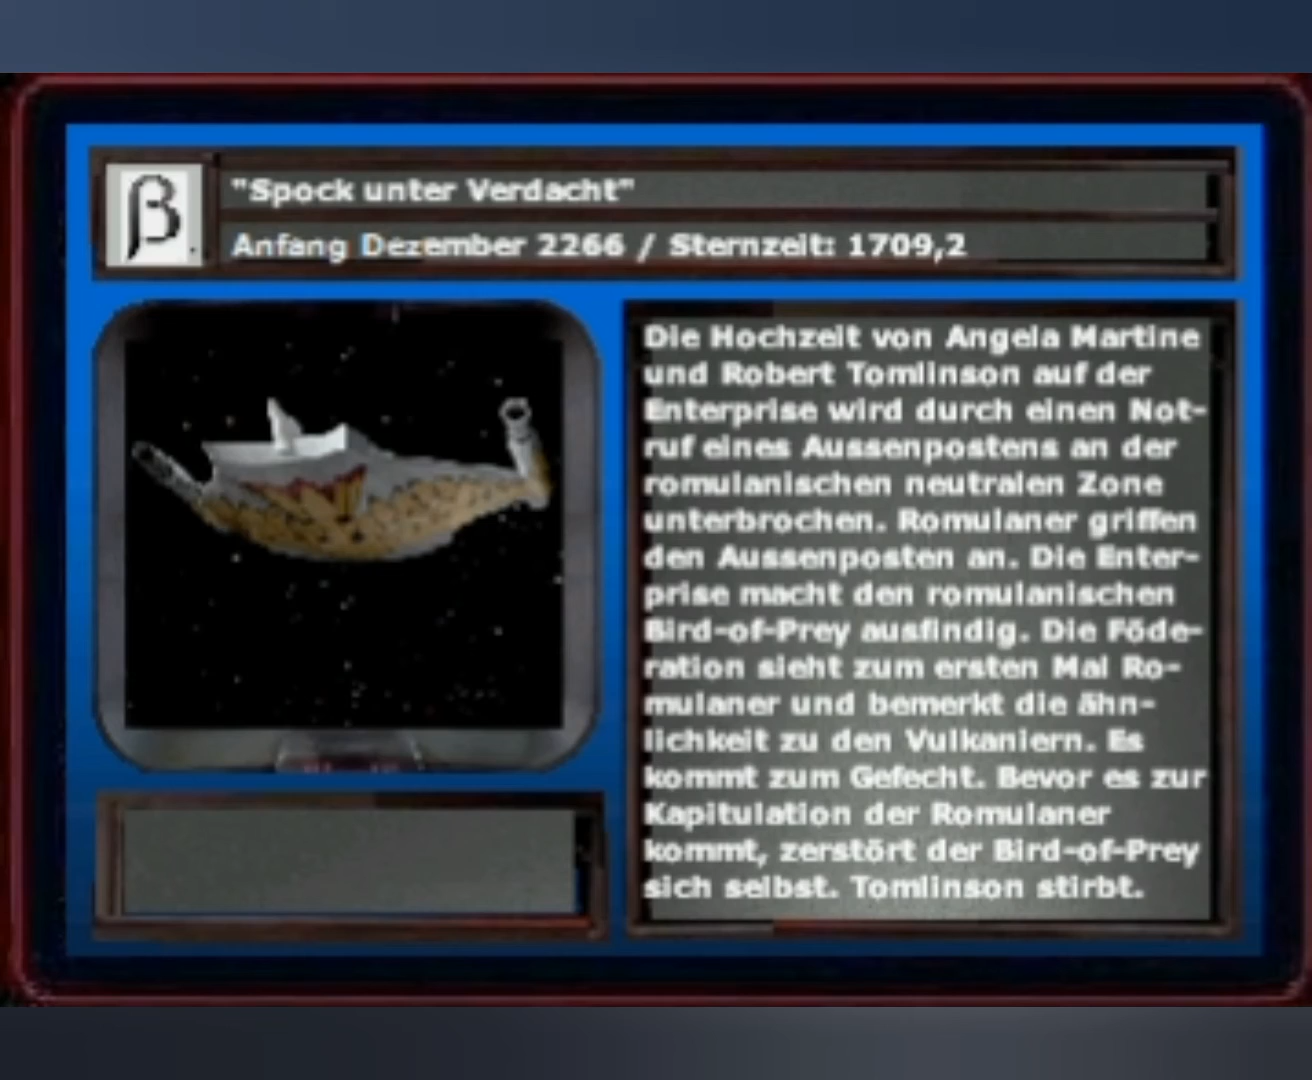 β
"Spock unter Verdacht"
Anfang Dezember 2266 / Sternzeit: 1709,2
Die Hochzeit von Angela Martine
und Robert Tomlinson auf der
Enterprise wird durch einen Not-
ruf eines Aussenpostens an der
romulanischen neutralen Zone
unterbrochen. Romulaner griffen
den Aussenposten an. Die Enter-
prise macht den romulanischen
Bird-of-Prey ausfindig. Die Föde-
ration sieht zum ersten Mal Ro-
mulaner und bemerkt die ähn-
lichkeit zu den Vulkaniern. Es
kommt zum Gefecht. Bevor es zur
Kapitulation der Romulaner
kommt, zerstört der Bird-of-Prey
sich selbst. Tomlinson stirbt.